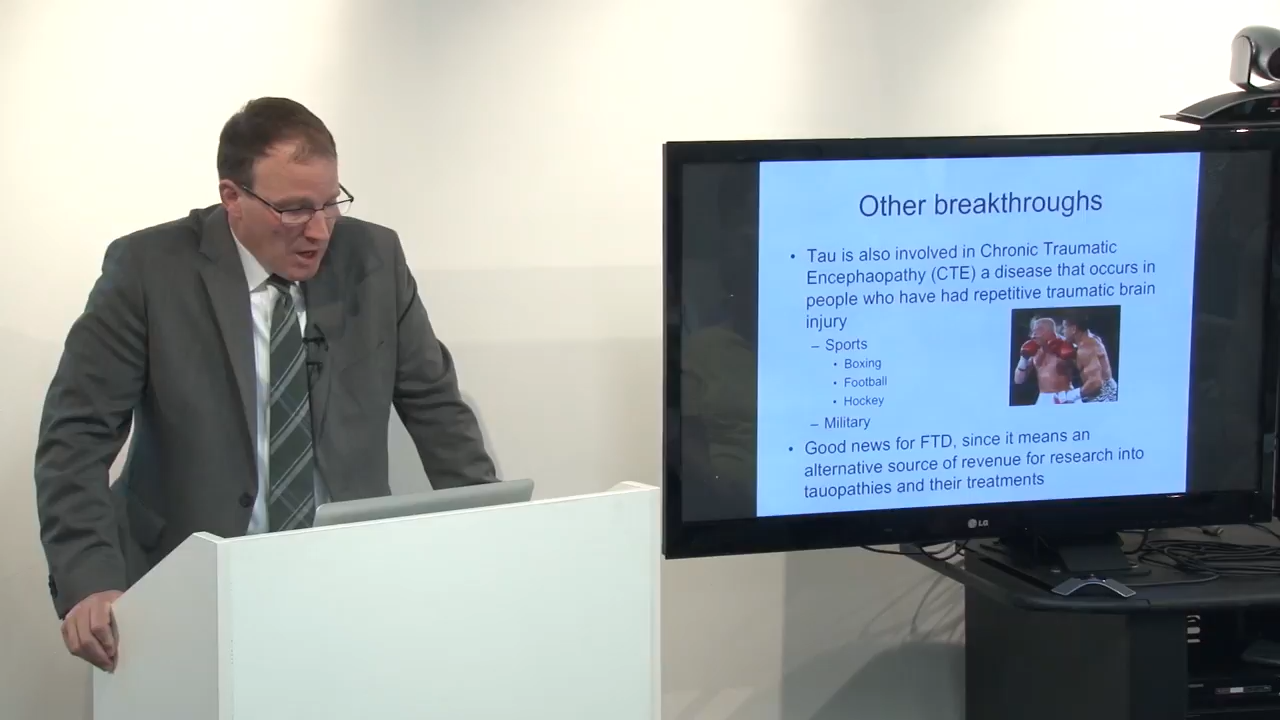 Other breakthroughs
• Tau is also involved in Chronic Traumatic
Encephaopathy (CTE) a disease that occurs in
people who have had repetitive traumatic brain
injury
– Sports
• Boxing
• Football
• Hockey
– Military
• Good news for FTD, since it means an
alternative source of revenue for research into
tauopathies and their treatments
LG